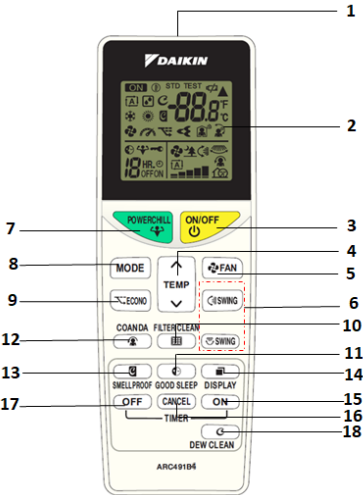 1
DAIKIN
ON STD TEST
A
-88.8 °F °C
2
A
18 HR.
OFF ON
7
POWERCHILL
ON/OFF
3
4
8
MODE
TEMP
FAN
5
9
ECONO
SWING
6
10
COANDA
FILTER CLEAN
12
SWING
11
13
14
SMELLPROOF GOOD SLEEP DISPLAY
17
OFF
CANCEL
ON
15
TIMER
16
18
DEW CLEAN
ARC491B4